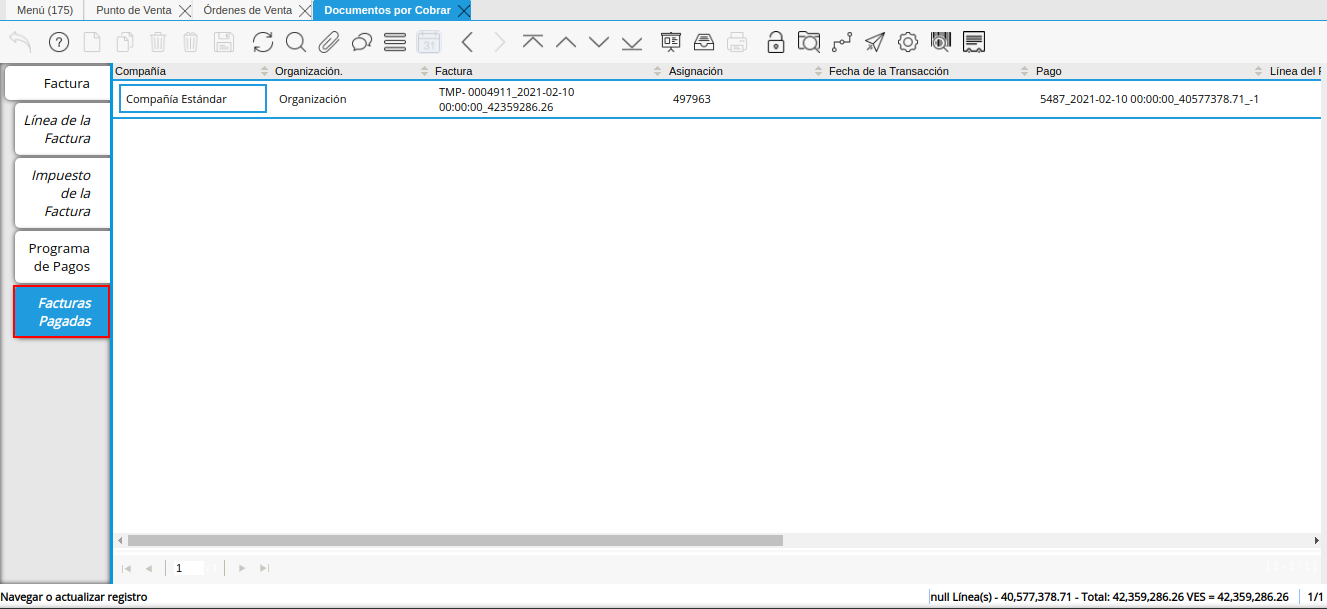 Menú (175) Punto de Venta Órdenes de Venta Documentos por Cobrar
31
Factura
Línea de la
Factura
Impuesto
de la
Factura
Programa
de Pagos
Facturas
Pagadas
Compañía Organización. Factura Asignación Fecha de la Transacción Pago Línea del
Compañía Estándar Organización TMP- 0004911_2021-02-10
00:00:00_42359286.26 497963 5487_2021-02-10 00:00:00_40577378.71_-1
1
Navegar o actualizar registro null Línea(s) - 40,577,378.71 - Total: 42,359,286.26 VES = 42,359,286.26 1/1